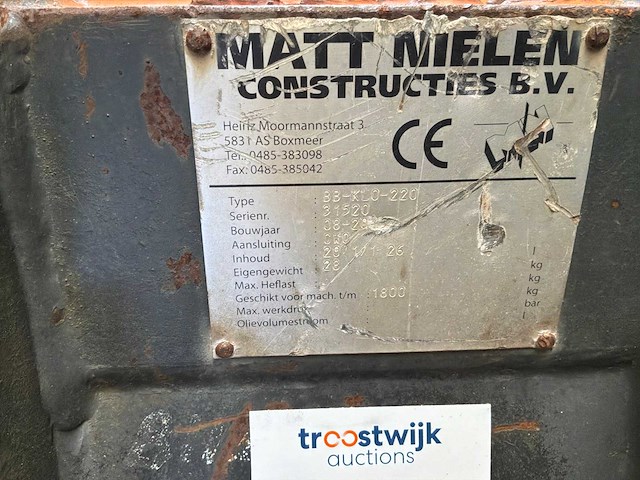 MATT MIELEN
CONSTRUCTIES B.V.
Heinz Moormannstraat 3
5831 AS Boxmeer
Tel. 0485-383098
Fax: 0485-385042
CE
Type : SB-KLO-220
Serienr. : 31520
Bouwjaar
Aansluiting
Inhoud l
Eigengewicht kg
Max. Heflast kg
Geschikt voor mach. t/m :1800 kg
Max. werkdruk bar
Olievolumestroom l
troostwijk
auctions